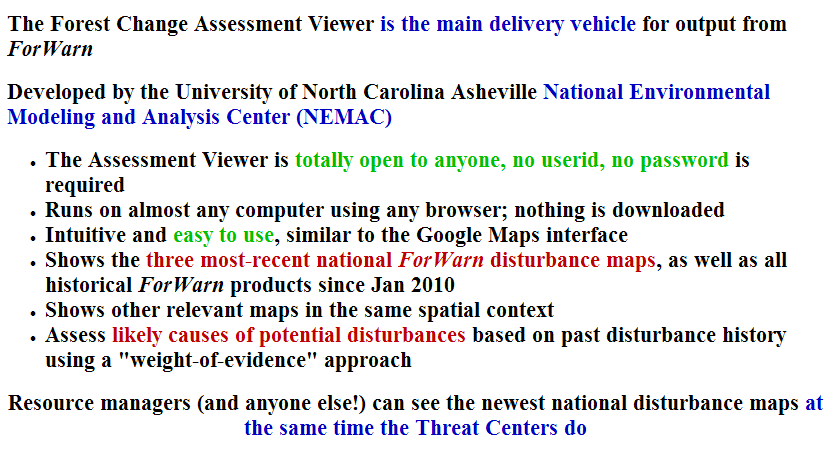 The Forest Change Assessment Viewer is the main delivery vehicle for output from
ForWarn
Developed by the University of North Carolina Asheville National Environmental
Modeling and Analysis Center (NEMAC)
• The Assessment Viewer is totally open to anyone, no userid, no password is
required
• Runs on almost any computer using any browser; nothing is downloaded
• Intuitive and easy to use, similar to the Google Maps interface
• Shows the three most-recent national ForWarn disturbance maps, as well as all
historical ForWarn products since Jan 2010
• Shows other relevant maps in the same spatial context
• Assess likely causes of potential disturbances based on past disturbance history
using a "weight-of-evidence" approach
Resource managers (and anyone else!) can see the newest national disturbance maps at
the same time the Threat Centers do